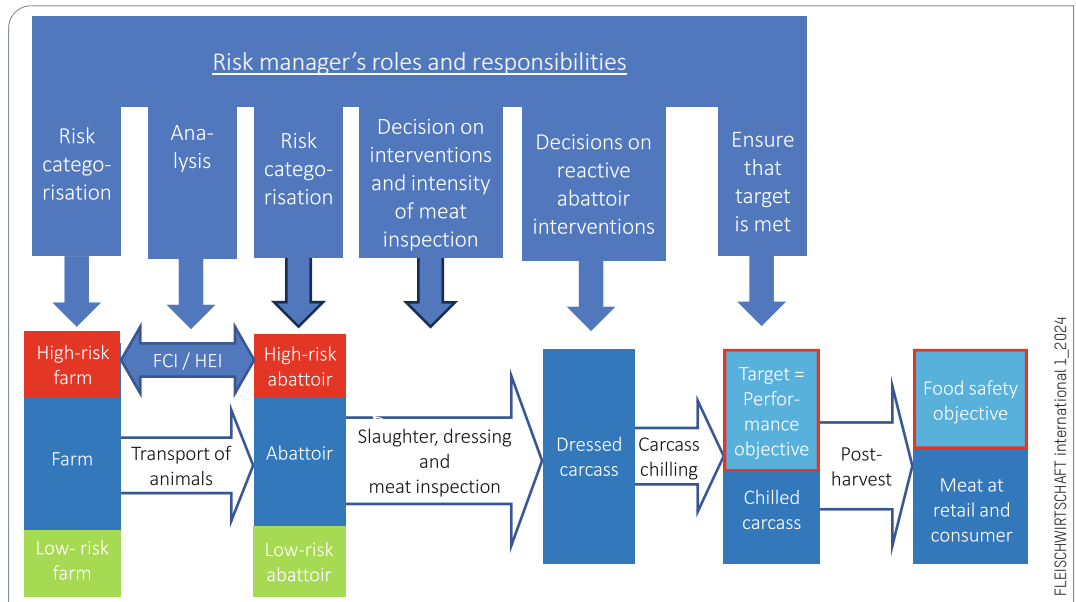 Risk manager’s roles and responsibilities
Risk
catego-
risation
Ana-
lysis
Risk
catego-
risation
Decision on
interventions
and intensity
of meat
inspection
Decisions on
reactive
abattoir
interventions
Ensure
that
target
is met
High-risk
farm
FCI / HEI
High-risk
abattoir
Farm
Transport of
animals
Abattoir
Slaughter, dressing
and
meat inspection
Dressed
carcass
Carcass
chilling
Target =
Perfor-
mance
objective
Chilled
carcass
Post-
harvest
Food safety
objective
Meat at
retail and
consumer
Low- risk
farm
Low-risk
abattoir
FLEISCHWIRTSCHAFT international 1_2024